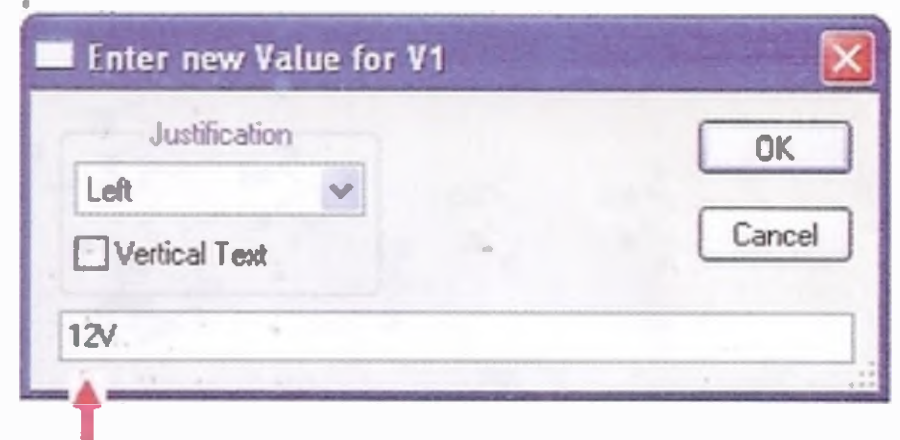 Enter new Value for V1
Justification
OK
Left
Cancel
Vertical Text
12V